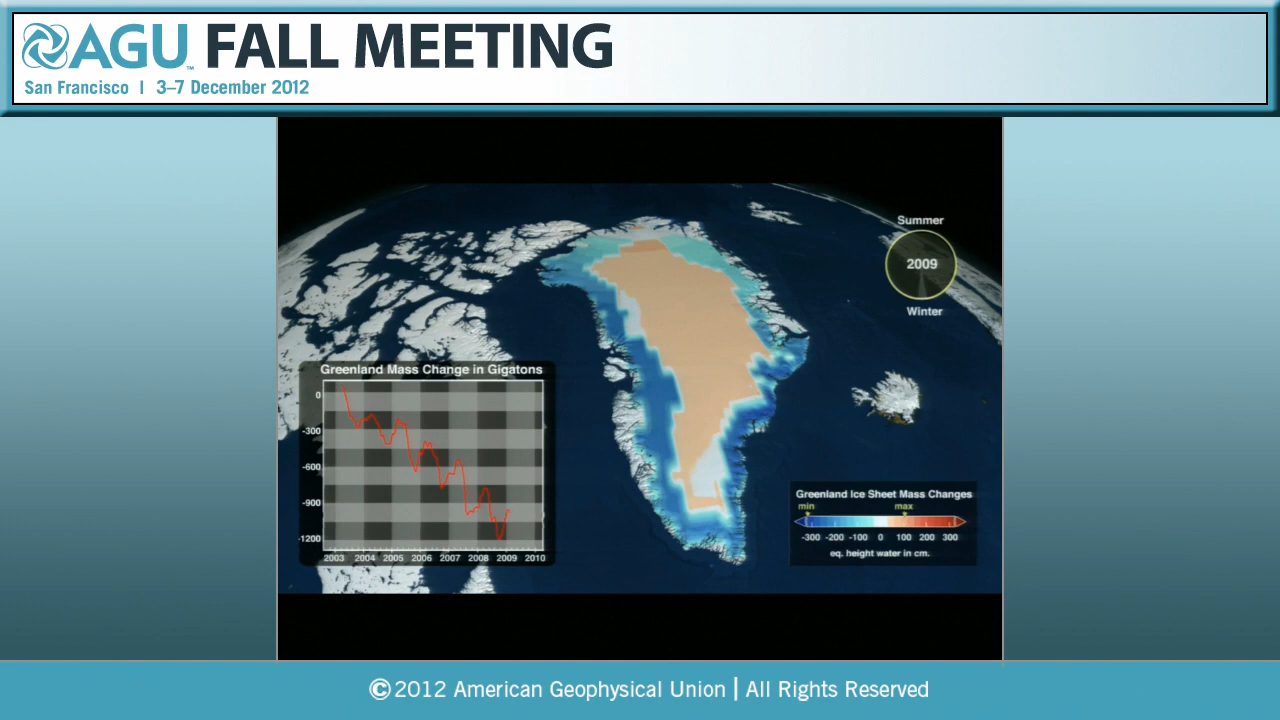 AGU™ FALL MEETING
San Francisco | 3–7 December 2012
Summer
2009
Winter
Greenland Mass Change in Gigatons
0
-300
-600
-900
-1200
2003 2004 2005 2006 2007 2008 2009 2010
Greenland Ice Sheet Mass Changes
min max
-300 -200 -100 0 100 200 300
eq. height water in cm.
©2012 American Geophysical Union | All Rights Reserved